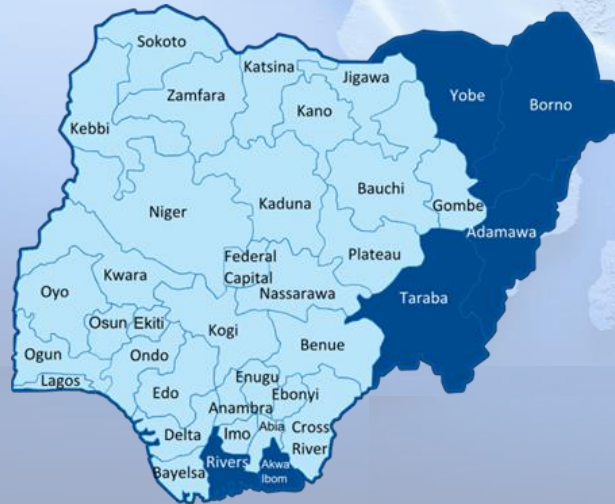 Sokoto
Katsina
Jigawa
Yobe
Borno
Zamfara
Kano
Kebbi
Bauchi
Gombe
Niger
Kaduna
Adamawa
Plateau
Federal
Capital
Kwara
Nassarawa
Taraba
Oyo
Osun
Ekiti
Kogi
Benue
Ogun
Ondo
Lagos
Edo
Enugu
Ebonyi
Anambra
Delta
Imo
Abia
Cross
River
Bayelsa
Rivers
Akwa
Ibom